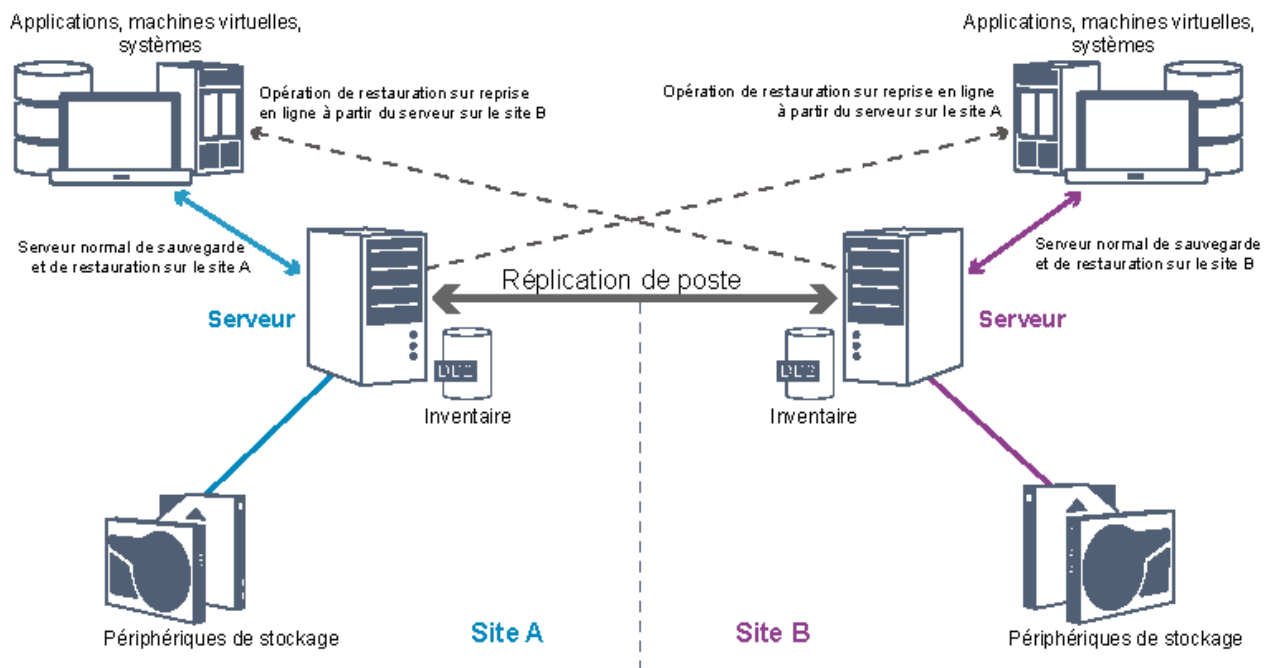 Applications, machines virtuelles,
systèmes
Applications, machines virtuelles,
systèmes
Opération de restauration sur reprise
en ligne à partir du serveur sur le site B
Opération de restauration sur reprise en ligne
à partir du serveur sur le site A
Serveur normal de sauvegarde
et de restauration sur le site A
Serveur normal de sauvegarde
et de restauration sur le site B
Réplication de poste
Serveur
Serveur
DB2
DB2
Inventaire
Inventaire
Périphériques de stockage
Site A
Site B
Périphériques de stockage